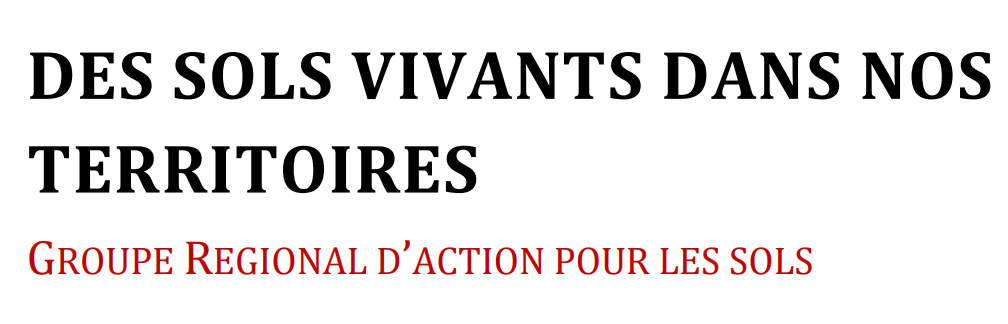 DES SOLS VIVANTS DANS NOS
TERRITOIRES
GROUPE REGIONAL D’ACTION POUR LES SOLS